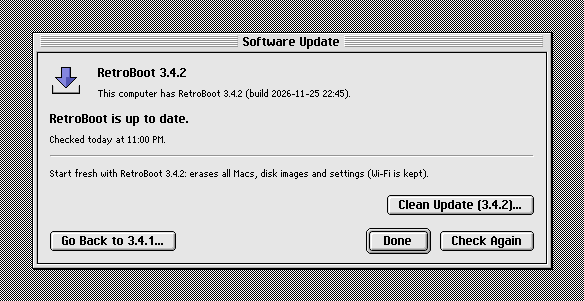 Software Update
RetroBoot 3.4.2
This computer has RetroBoot 3.4.2 (build 2026-11-25 22:45).
RetroBoot is up to date.
Checked today at 11:00 PM.
Start fresh with RetroBoot 3.4.2: erases all Macs, disk images and settings (Wi-Fi is kept).
Clean Update (3.4.2)...
Go Back to 3.4.1...
Done
Check Again